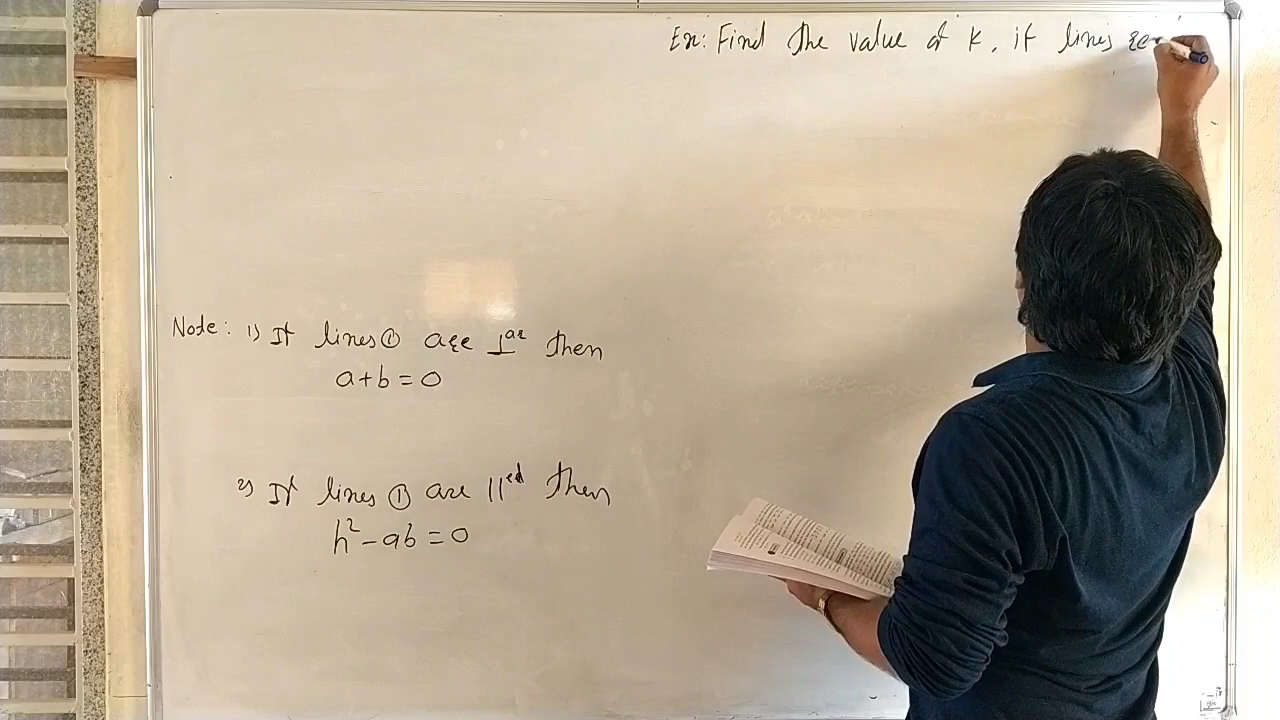 Ex: Find the value of k, if lines re
Note: 1) If lines ① are ⊥ar then
a+b=0
2) If lines ① are ||ed then
h²-ab=0